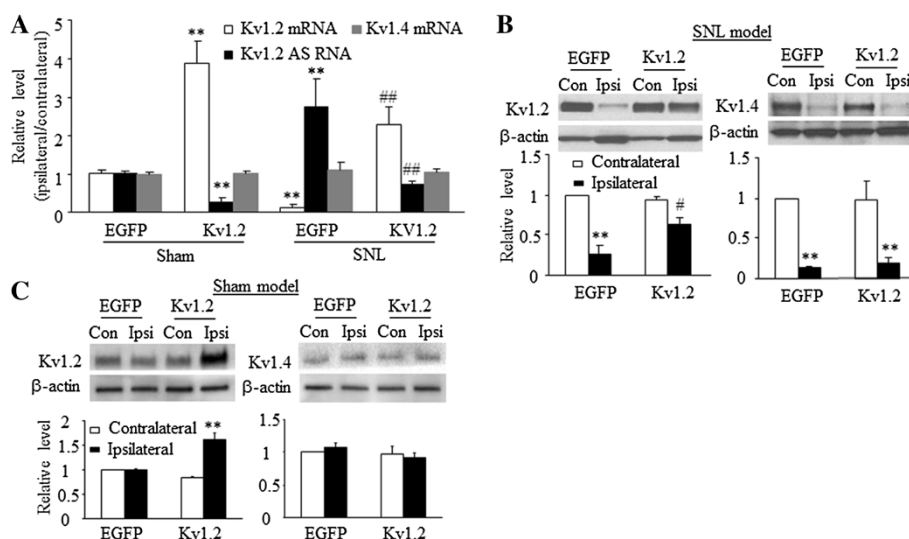 A
Kv1.2 mRNA
Kv1.4 mRNA
Kv1.2 AS RNA
Relative level
(ipsilateral/contralateral)
5
4
3
2
1
0
**
**
**
**
##
##
EGFP
Kv1.2
EGFP
KV1.2
Sham
SNL
B
SNL model
EGFP
Kv1.2
Con Ipsi Con Ipsi
Kv1.2
β-actin
EGFP
Kv1.2
Con Ipsi Con Ipsi
Kv1.4
β-actin
Relative level
1.5
1
0.5
0
Contralateral
Ipsilateral
**
#
EGFP
Kv1.2
1.5
1
0.5
0
**
**
EGFP
Kv1.2
C
Sham model
EGFP
Kv1.2
Con Ipsi Con Ipsi
Kv1.2
β-actin
EGFP
Kv1.2
Con Ipsi Con Ipsi
Kv1.4
β-actin
Relative level
2
1.5
1
0.5
0
Contralateral
Ipsilateral
**
EGFP
Kv1.2
1.5
1
0.5
0
EGFP
Kv1.2